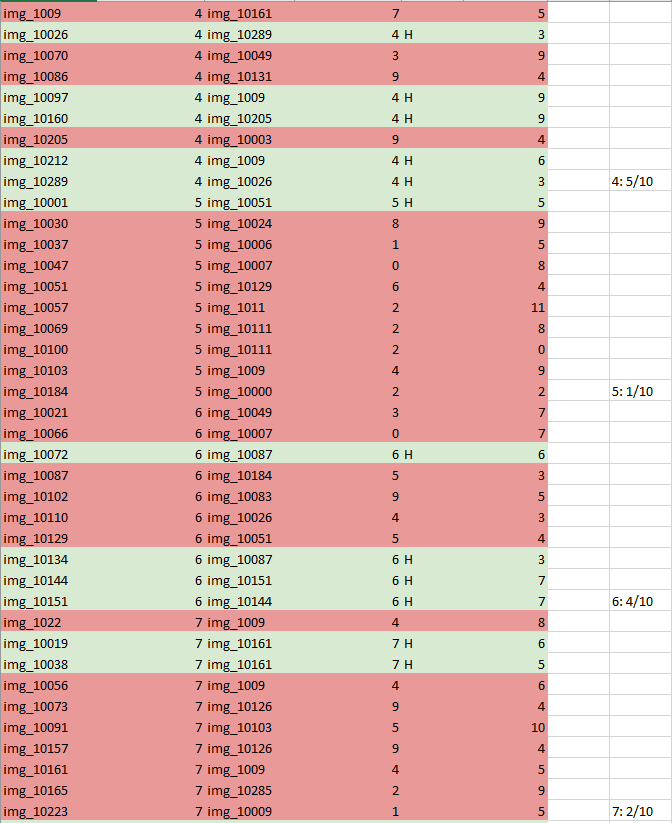 img_1009 4 img_10161 7 5
img_10026 4 img_10289 4 H 3
img_10070 4 img_10049 3 9
img_10086 4 img_10131 9 4
img_10097 4 img_1009 4 H 9
img_10160 4 img_10205 4 H 9
img_10205 4 img_10003 9 4
img_10212 4 img_1009 4 H 6
img_10289 4 img_10026 4 H 3 4: 5/10
img_10001 5 img_10051 5 H 5
img_10030 5 img_10024 8 9
img_10037 5 img_10006 1 5
img_10047 5 img_10007 0 8
img_10051 5 img_10129 6 4
img_10057 5 img_1011 2 11
img_10069 5 img_10111 2 8
img_10100 5 img_10111 2 0
img_10103 5 img_1009 4 9
img_10184 5 img_10000 2 2 5: 1/10
img_10021 6 img_10049 3 7
img_10066 6 img_10007 0 7
img_10072 6 img_10087 6 H 6
img_10087 6 img_10184 5 3
img_10102 6 img_10083 9 5
img_10110 6 img_10026 4 3
img_10129 6 img_10051 5 4
img_10134 6 img_10087 6 H 3
img_10144 6 img_10151 6 H 7
img_10151 6 img_10144 6 H 7 6: 4/10
img_1022 7 img_1009 4 8
img_10019 7 img_10161 7 H 6
img_10038 7 img_10161 7 H 5
img_10056 7 img_1009 4 6
img_10073 7 img_10126 9 4
img_10091 7 img_10103 5 10
img_10157 7 img_10126 9 4
img_10161 7 img_1009 4 5
img_10165 7 img_10285 2 9
img_10223 7 img_10009 1 5 7: 2/10